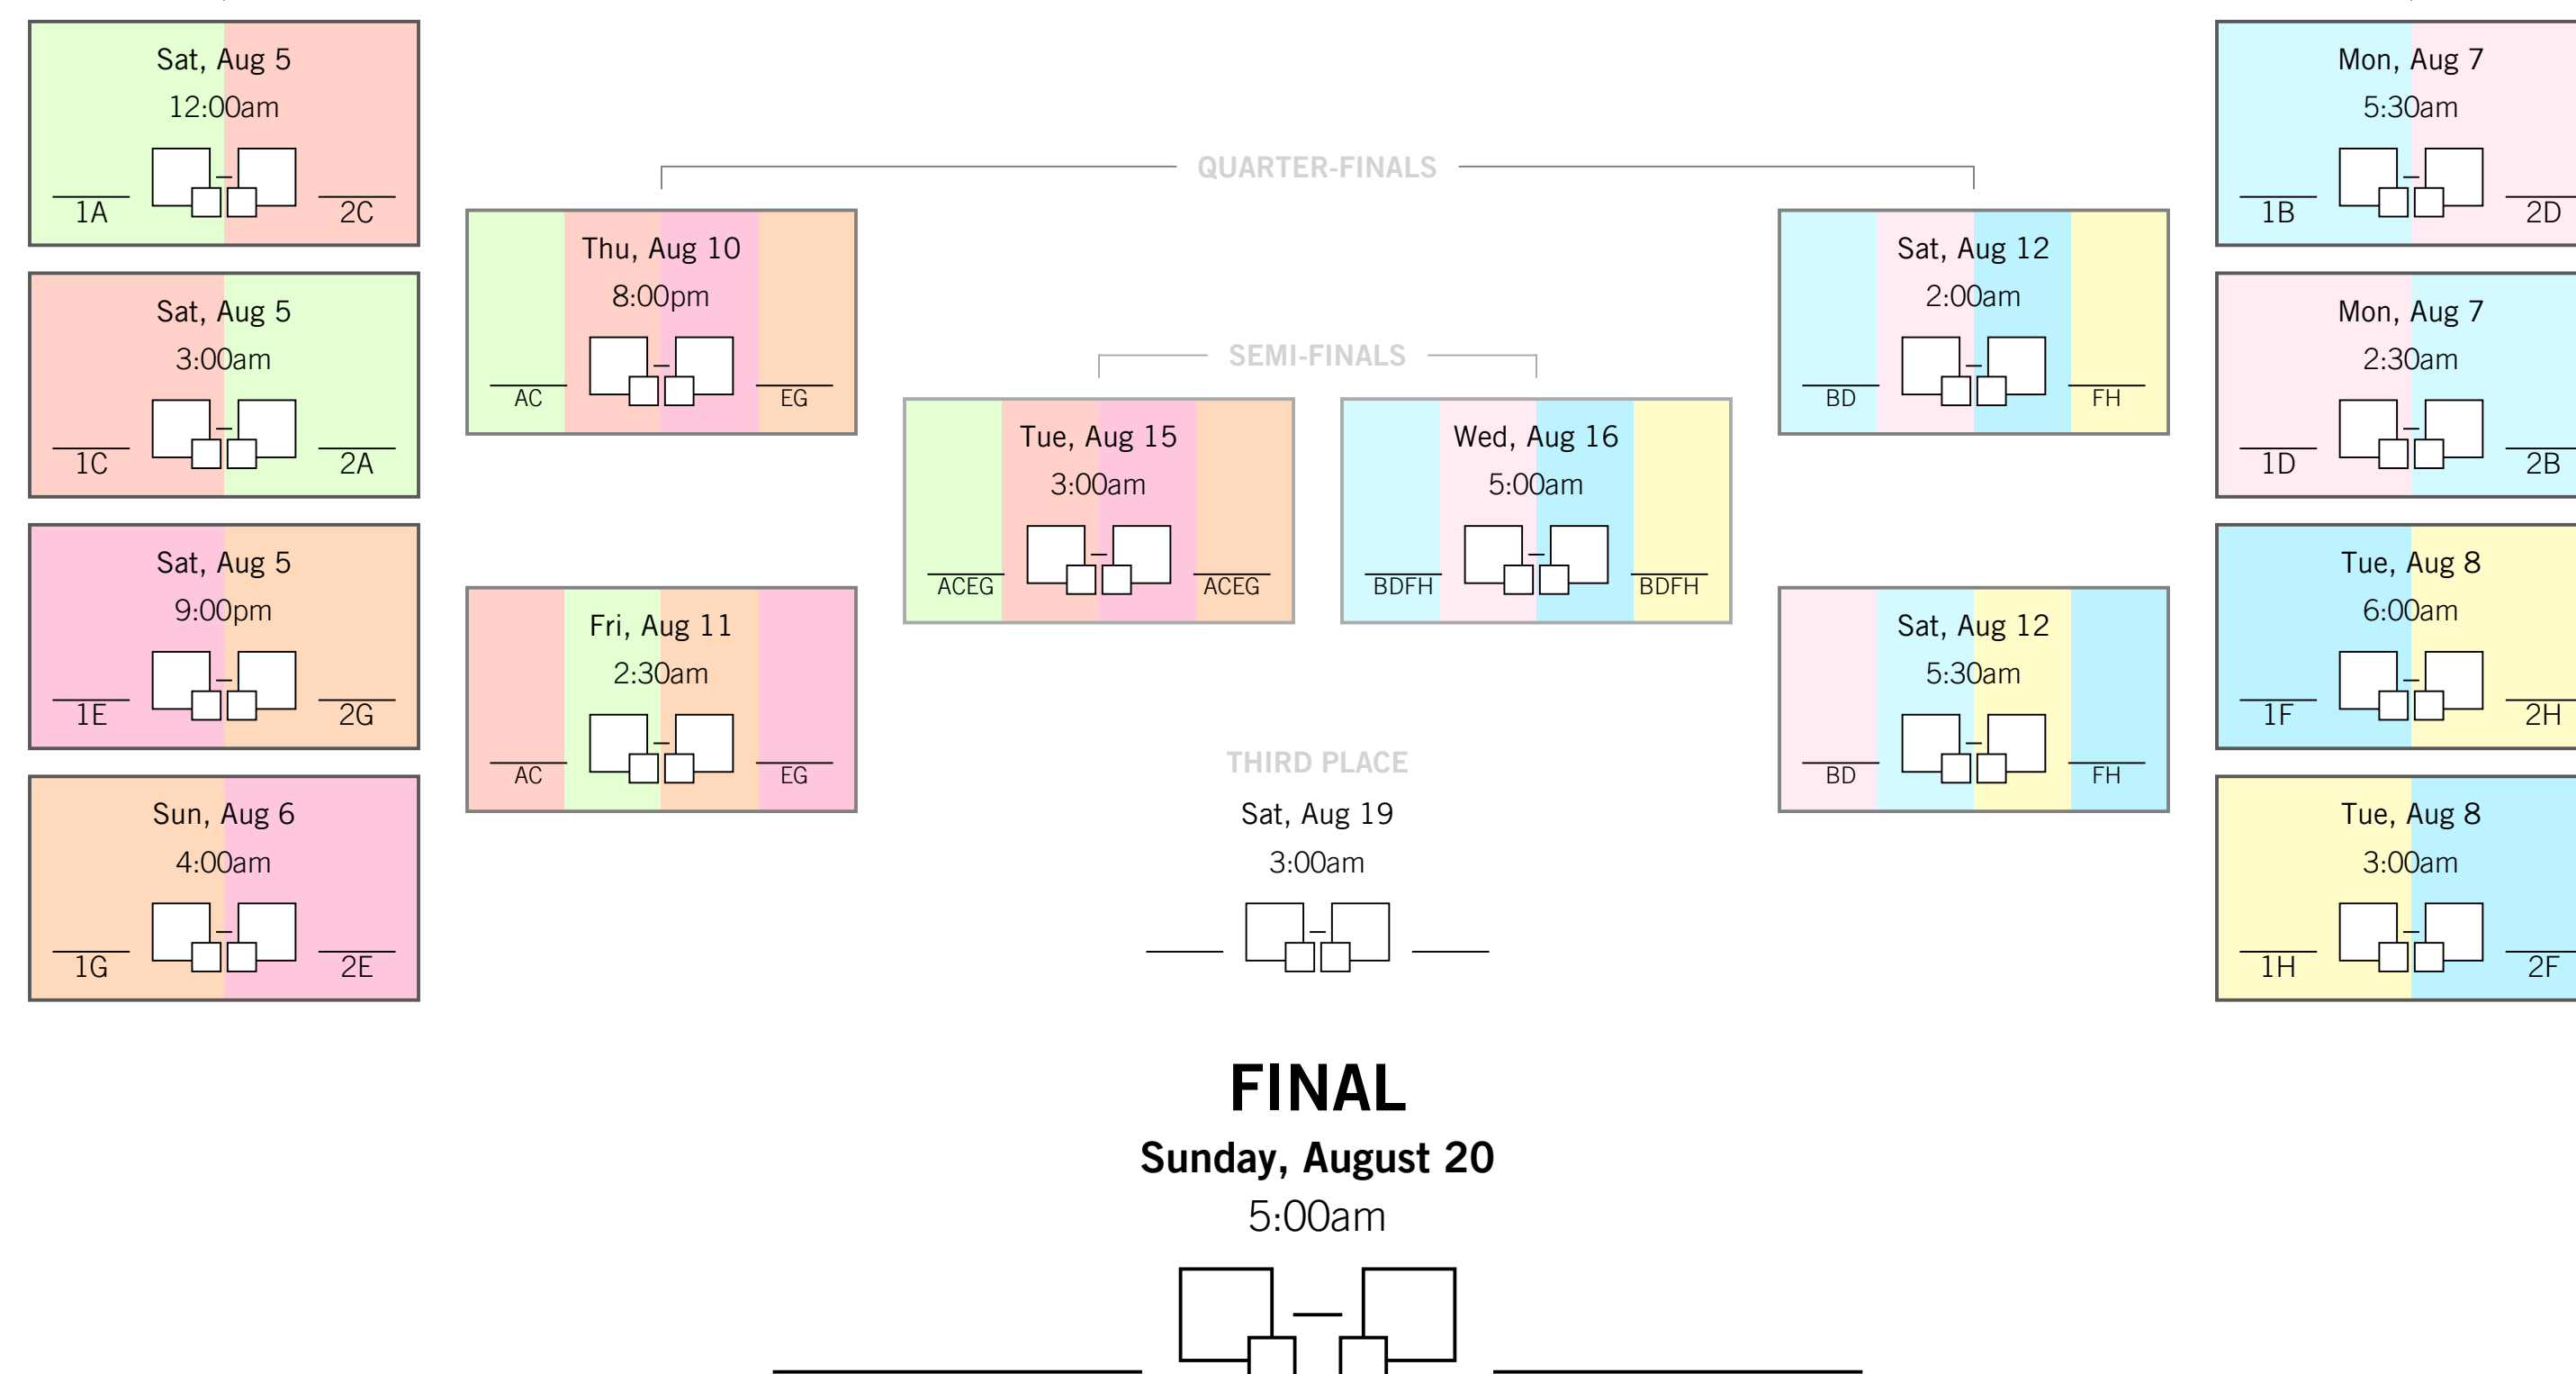 Sat, Aug 5
12:00am
1A
2C
Sat, Aug 5
3:00am
1C
2A
Sat, Aug 5
9:00pm
1E
2G
Sun, Aug 6
4:00am
1G
2E
QUARTER-FINALS
Thu, Aug 10
8:00pm
AC
EG
Fri, Aug 11
2:30am
AC
EG
SEMI-FINALS
Tue, Aug 15
3:00am
ACEG
ACEG
Wed, Aug 16
5:00am
BDFH
BDFH
Sat, Aug 12
2:00am
BD
FH
Sat, Aug 12
5:30am
BD
FH
Mon, Aug 7
5:30am
1B
2D
Mon, Aug 7
2:30am
1D
2B
Tue, Aug 8
6:00am
1F
2H
Tue, Aug 8
3:00am
1H
2F
THIRD PLACE
Sat, Aug 19
3:00am
FINAL
Sunday, August 20
5:00am